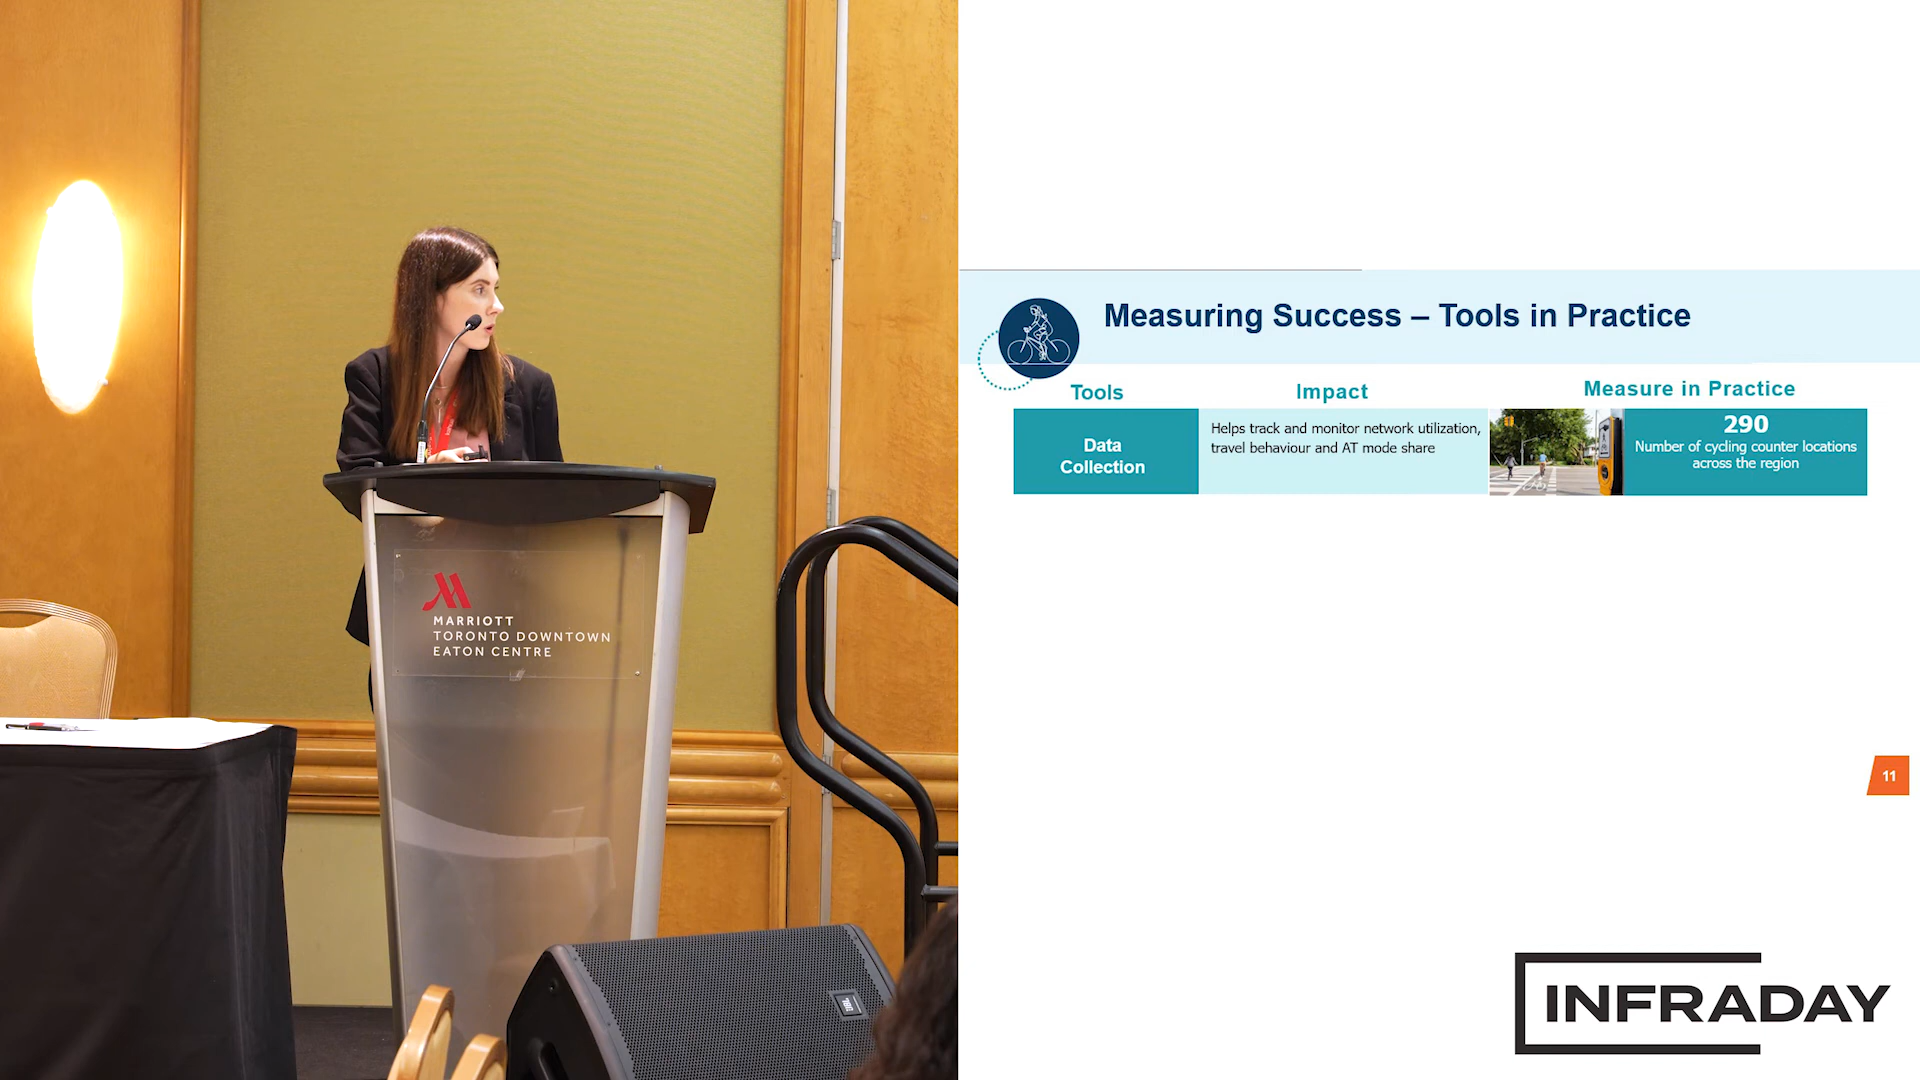 MARRIOTT
TORONTO DOWNTOWN
EATON CENTRE
JBL
Measuring Success – Tools in Practice
Tools
Impact
Measure in Practice
Data
Collection
Helps track and monitor network utilization,
travel behaviour and AT mode share
290
Number of cycling counter locations
across the region
11
INFRADAY